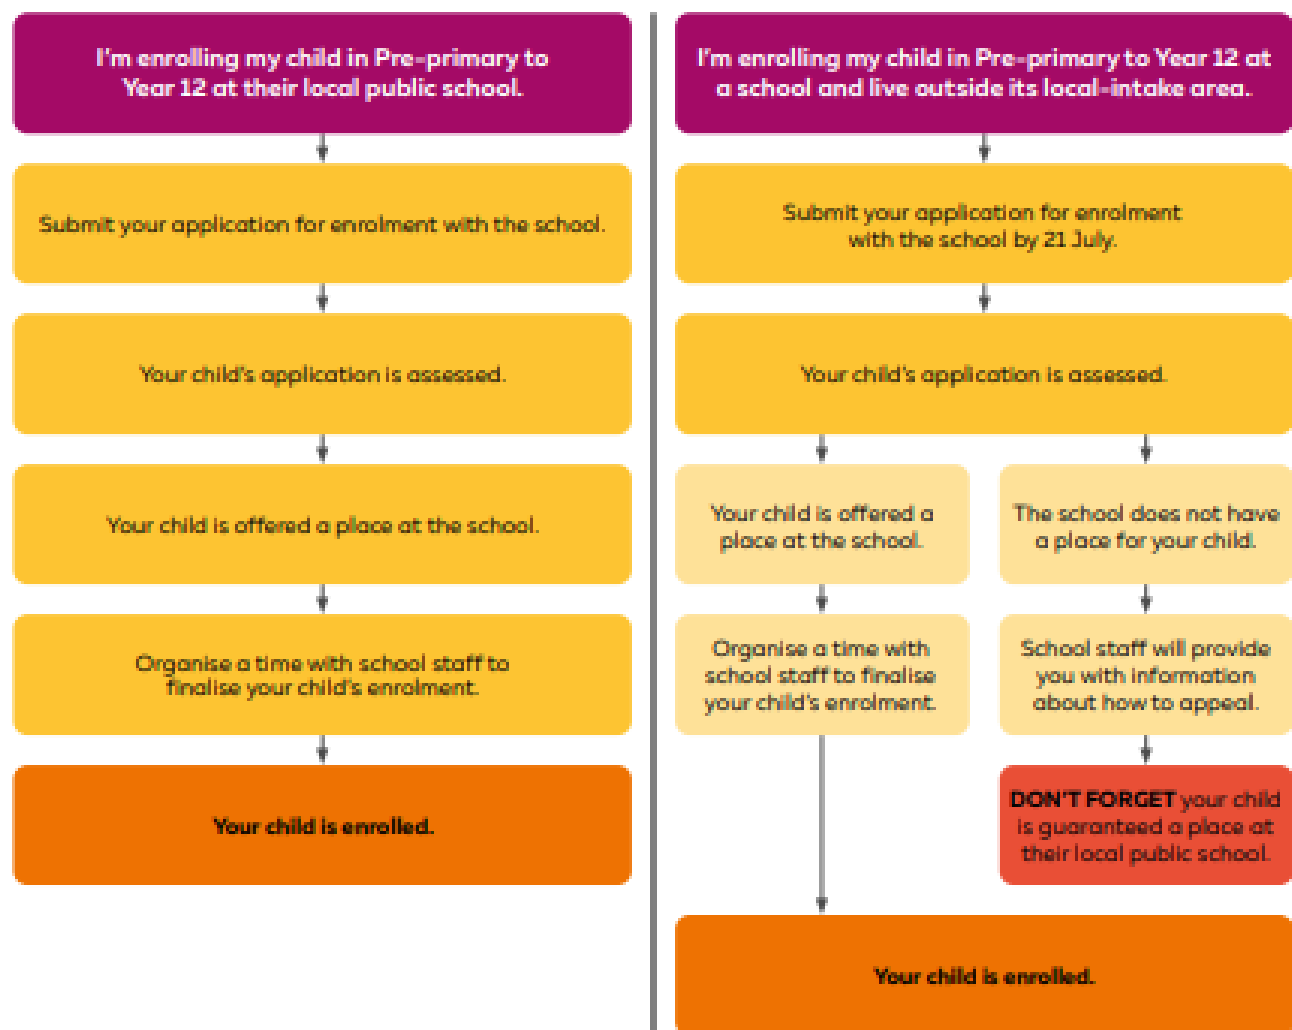 I'm enrolling my child in Pre-primary to
Year 12 at their local public school.
Submit your application for enrolment with the school.
Your child's application is assessed.
Your child is offered a place at the school.
Organise a time with school staff to
finalise your child's enrolment.
Your child is enrolled.
I'm enrolling my child in Pre-primary to Year 12 at
a school and live outside its local-intake area.
Submit your application for enrolment
with the school by 21 July.
Your child's application is assessed.
Your child is offered a
place at the school.
Organise a time with
school staff to finalise
your child's enrolment.
The school does not have
a place for your child.
School staff will provide
you with information
about how to appeal.
DON'T FORGET your child
is guaranteed a place at
their local public school.
Your child is enrolled.